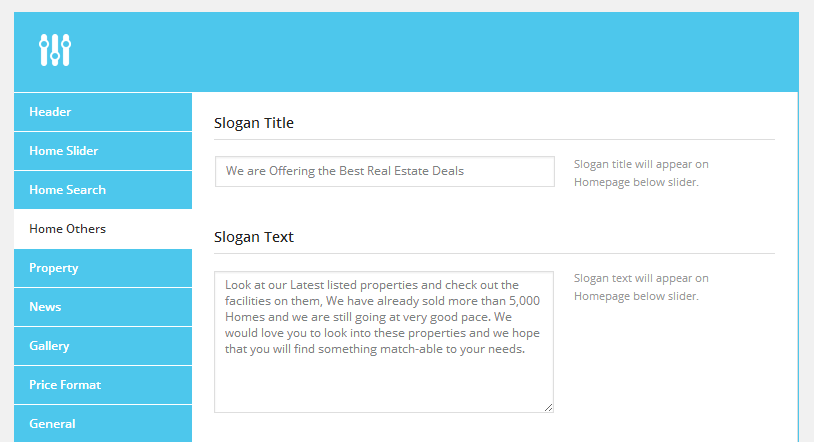 Header
Home Slider
Home Search
Home Others
Property
News
Gallery
Price Format
General
Slogan Title
We are Offering the Best Real Estate Deals
Slogan title will appear on
Homepage below slider.
Slogan Text
Look at our Latest listed properties and check out the
facilities on them, We have already sold more than 5,000
Homes and we are still going at very good pace. We
would love you to look into these properties and we hope
that you will find something match-able to your needs.
Slogan text will appear on
Homepage below slider.